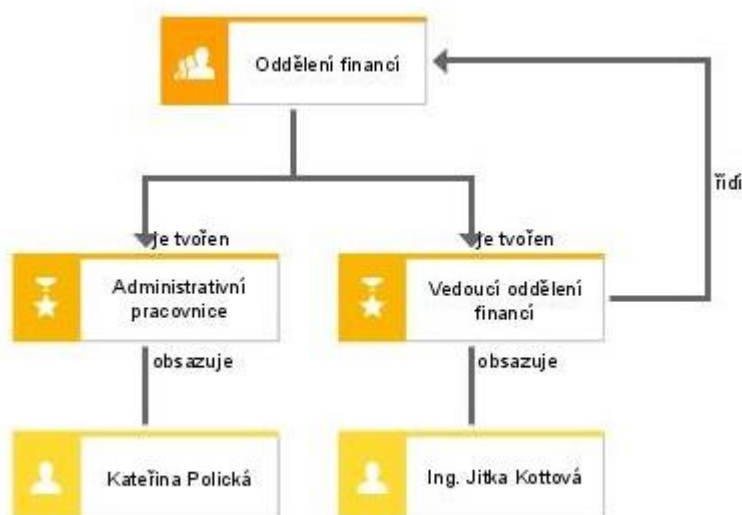 Oddělení financí
řídí
je tvořen
je tvořen
Administrativní
pracovnice
Vedoucí oddělení
financí
obsazuje
obsazuje
Kateřina Polická
Ing. Jitka Kottová